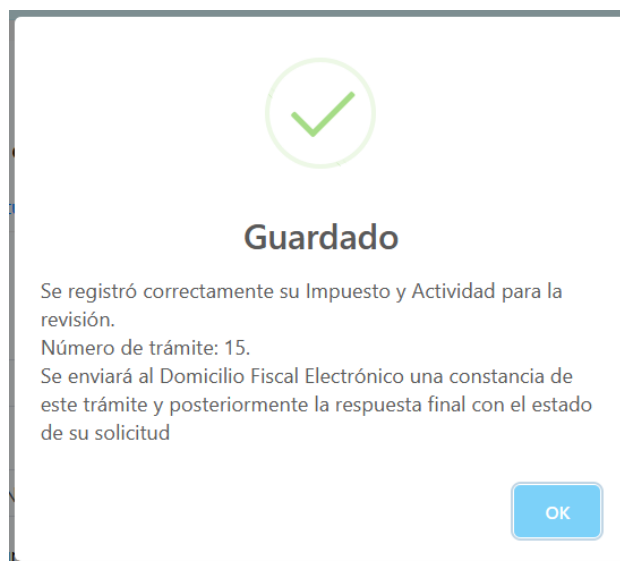 Guardado
Se registró correctamente su Impuesto y Actividad para la
revisión.
Número de trámite: 15.
Se enviará al Domicilio Fiscal Electrónico una constancia de
este trámite y posteriormente la respuesta final con el estado
de su solicitud
OK